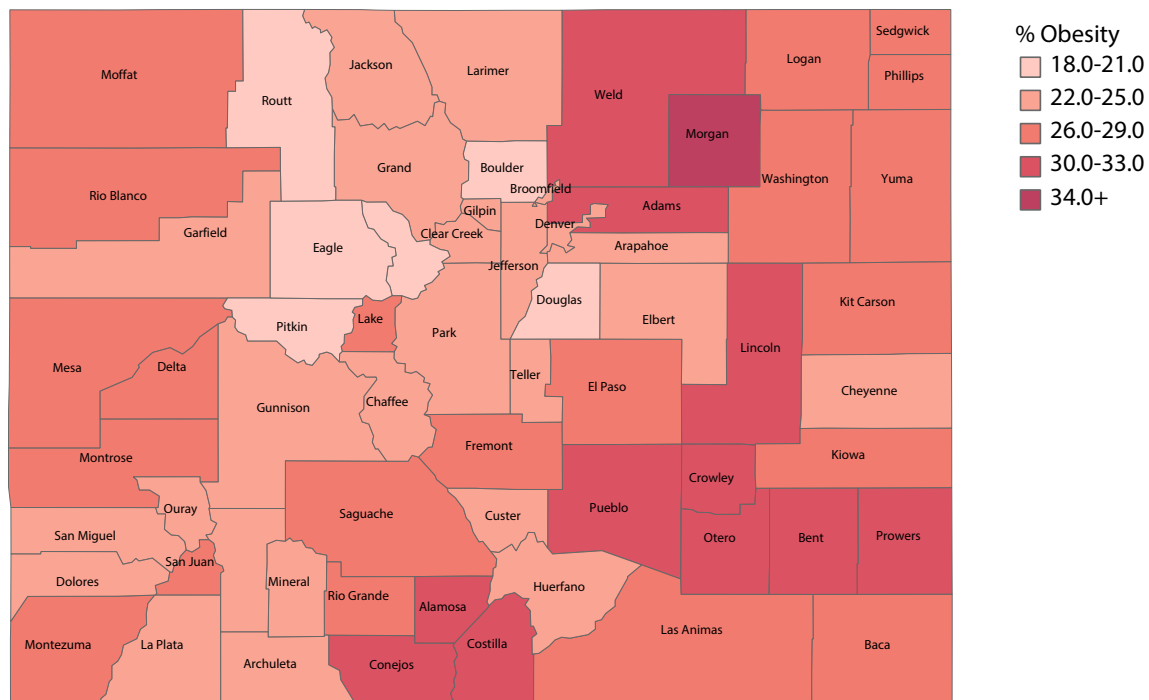 % Obesity
18.0-21.0
22.0-25.0
26.0-29.0
30.0-33.0
34.0+
Sedgwick
Logan
Phillips
Jackson
Larimer
Moffat
Weld
Routt
Morgan
Grand
Boulder
Washington
Yuma
Rio Blanco
Broomfield
Gilpin
Adams
Denver
Garfield
Clear Creek
Eagle
Arapahoe
Jefferson
Douglas
Kit Carson
Lake
Elbert
Pitkin
Park
Lincoln
Mesa
Delta
Teller
El Paso
Cheyenne
Chaffee
Gunnison
Fremont
Kiowa
Montrose
Crowley
Ouray
Pueblo
Saguache
Custer
San Miguel
Otero
Bent
Prowers
San Juan
Dolores
Mineral
Huerfano
Rio Grande
Alamosa
Las Animas
Montezuma
La Plata
Costilla
Baca
Archuleta
Conejos